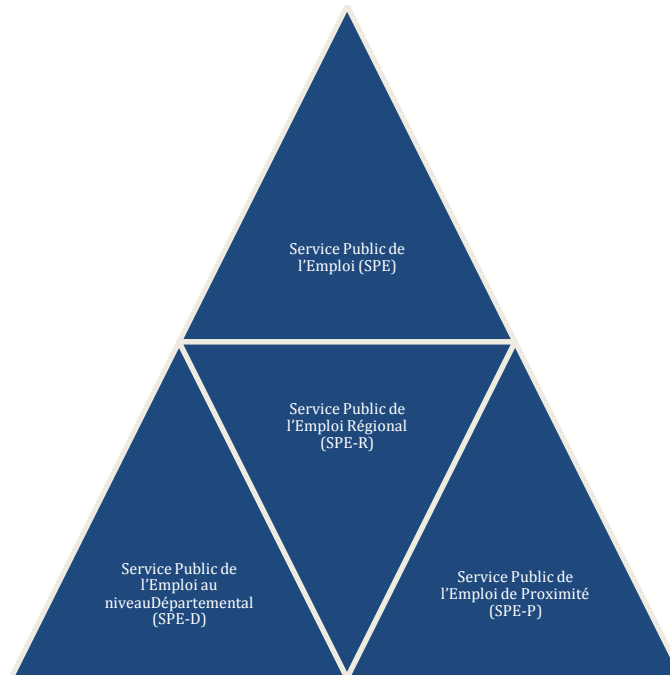 Service Public de
l'Emploi (SPE)
Service Public de
l'Emploi Régional
(SPE-R)
Service Public de
l'Emploi au
niveauDépartemental
(SPE-D)
Service Public de
l'Emploi de Proximité
(SPE-P)